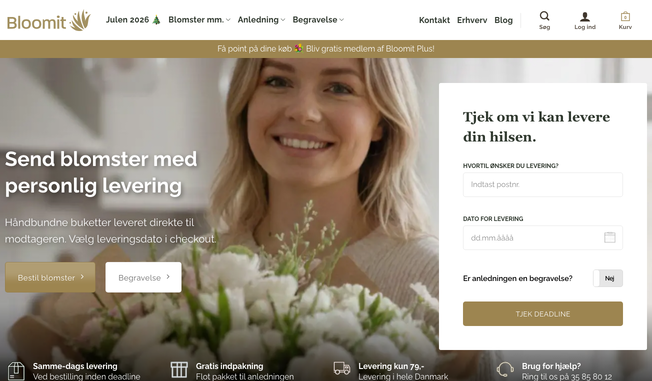 Bloomit
Julen 2026
Blomster mm.
Anledning
Begravelse
Kontakt
Erhverv
Blog
Søg
Log ind
0
Kurv
Få point på dine køb 💐 Bliv gratis medlem af Bloomit Plus!
Send blomster med
personlig levering
Håndbundne buketter leveret direkte til
modtageren. Vælg leveringsdato i checkout.
Bestil blomster
Begravelse
Tjek om vi kan levere
din hilsen.
HVORTIL ØNSKER DU LEVERING?
Indtast postnr.
DATO FOR LEVERING
dd.mm.åååå
Er anledningen en begravelse?
Nej
TJEK DEADLINE
Samme-dags levering
Ved bestilling inden deadline
Gratis indpakning
Flot pakket til anledningen
Levering kun 79,-
Levering i hele Danmark
Brug for hjælp?
Ring til os på 35 85 80 12